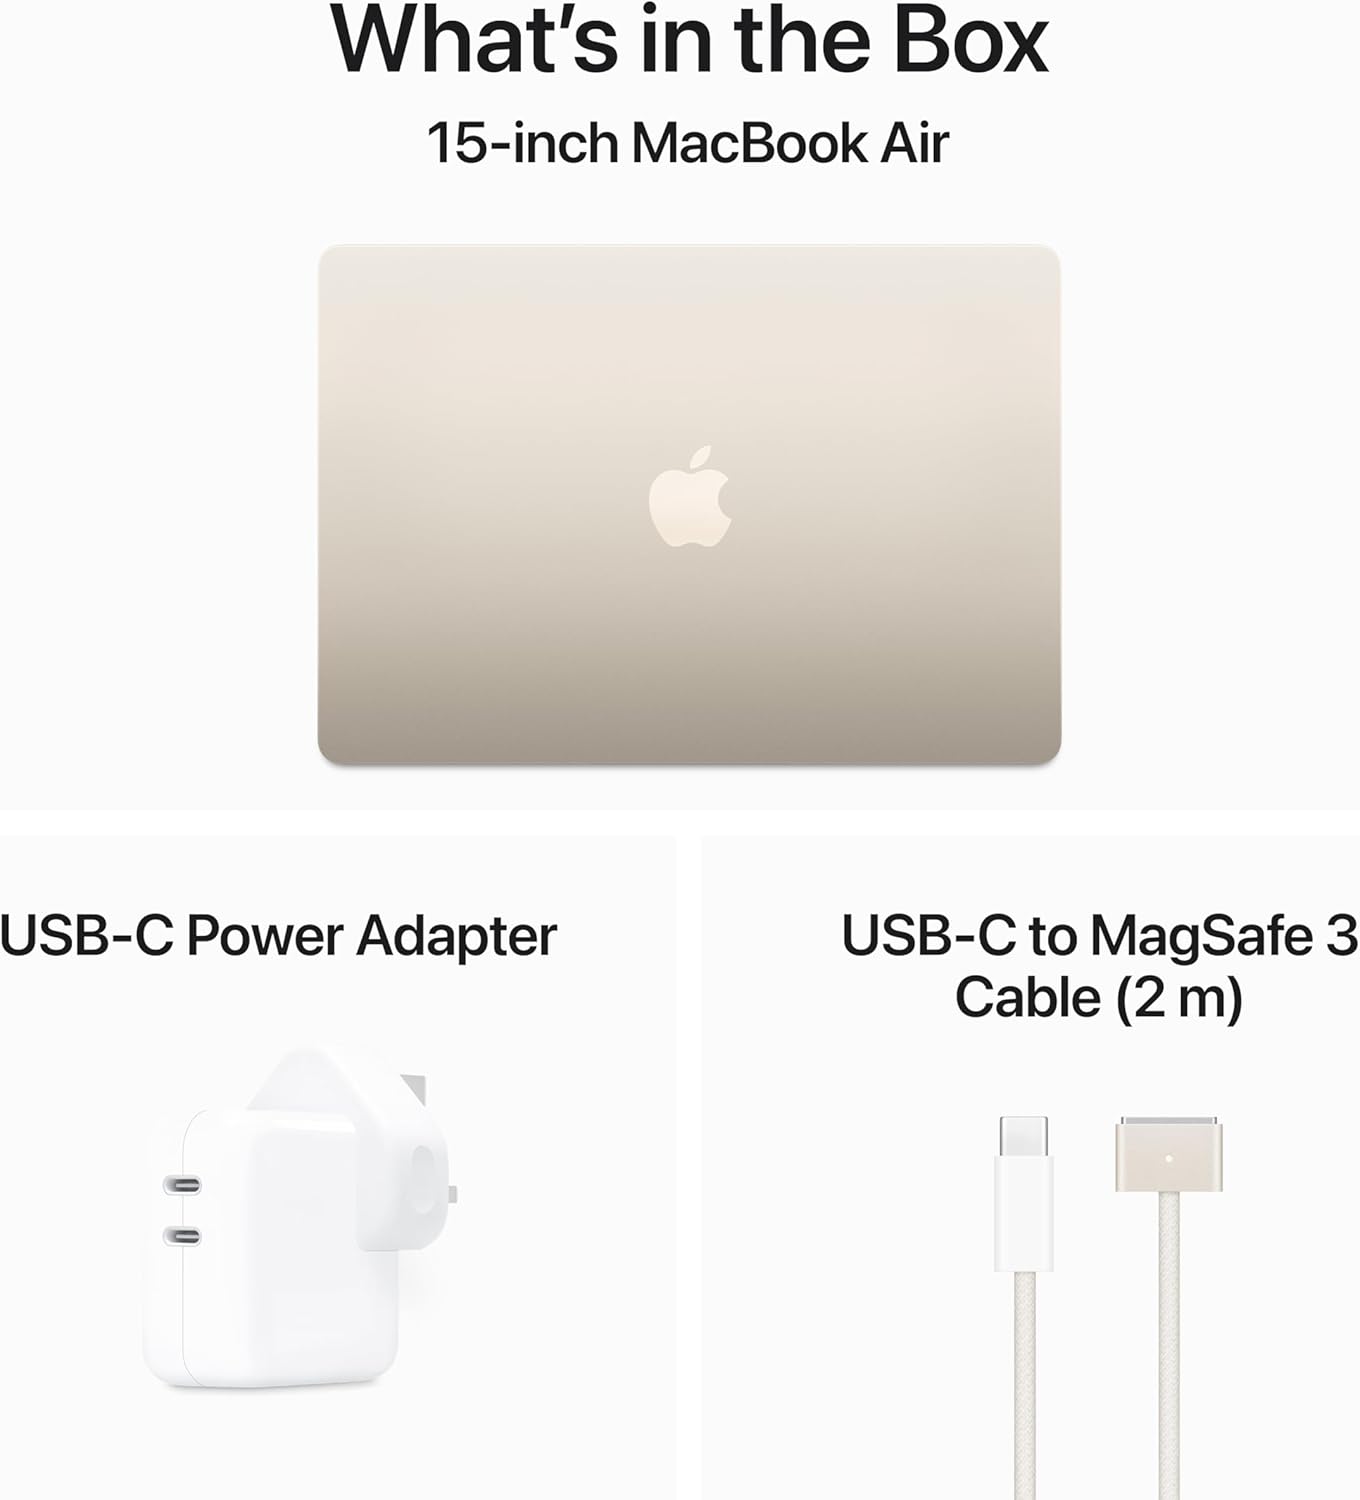 What’s in the Box
15-inch MacBook Air
USB-C Power Adapter
USB-C to MagSafe 3
Cable (2 m)